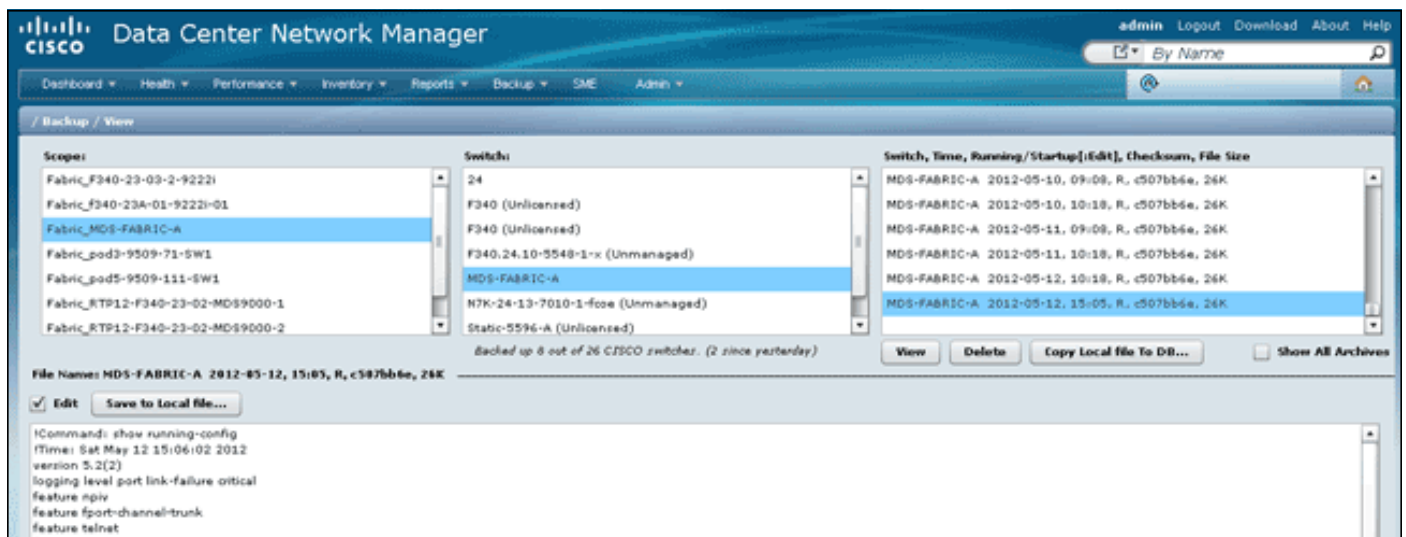 CISCO
Data Center Network Manager
admin Logout Download About Help
By Name
Dashboard Health Performance Inventory Reports Backup SME Admin
/ Backup / View
Scope:
Fabric_F340-23-03-2-9222i
Fabric_f340-23A-01-9222i-01
Fabric_MDS-FABRIC-A
Fabric_pod3-9509-71-SW1
Fabric_pod5-9509-111-SW1
Fabric_RTP12-F340-23-02-MDS9000-1
Fabric_RTP12-F340-23-02-MDS9000-2
Switch:
24
F340 (Unlicensed)
F340 (Unlicensed)
F340.24.10-5548-1-x (Unmanaged)
MDS-FABRIC-A
N7K-24-13-7010-1-fcoe (Unmanaged)
Static-5596-A (Unlicensed)
Backed up 8 out of 26 CISCO switches. (2 since yesterday)
Switch, Time, Running/Startup[:Edit], Checksum, File Size
MDS-FABRIC-A 2012-05-10, 09:08, R, c507bb6e, 26K
MDS-FABRIC-A 2012-05-10, 10:18, R, c507bb6e, 26K
MDS-FABRIC-A 2012-05-11, 09:08, R, c507bb6e, 26K
MDS-FABRIC-A 2012-05-11, 10:18, R, c507bb6e, 26K
MDS-FABRIC-A 2012-05-12, 10:18, R, c507bb6e, 26K
MDS-FABRIC-A 2012-05-12, 15:05, R, c507bb6e, 26K
View Delete Copy Local file To DB... Show All Archives
File Name: MDS-FABRIC-A 2012-05-12, 15:05, R, c507bb6e, 26K
Edit Save to Local file...
!Command: show running-config
!Time: Sat May 12 15:06:02 2012
version 5.2(2)
logging level port link-failure critical
feature npiv
feature fport-channel-trunk
feature telnet